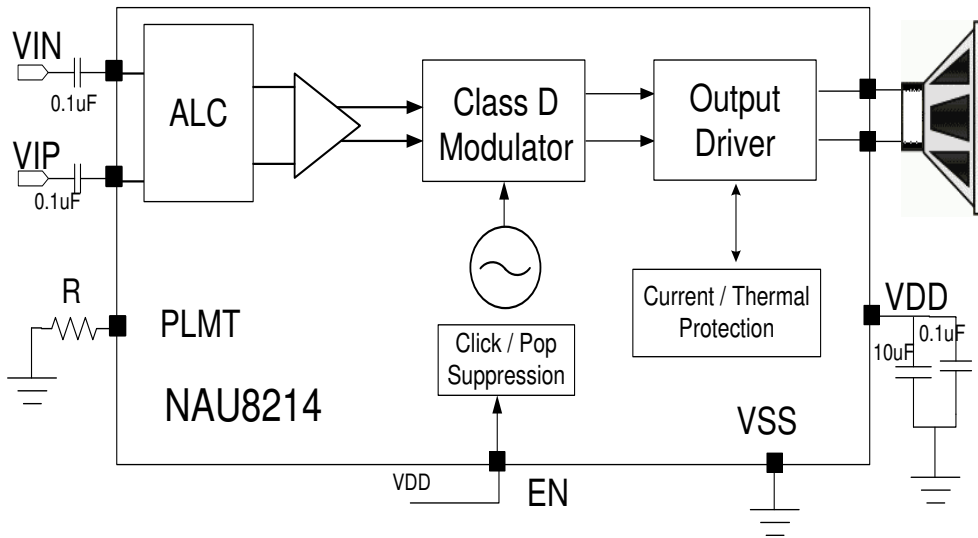 VIN
0.1uF
VIP
0.1uF
ALC
Class D
Modulator
Output
Driver
R
PLMT
Click / Pop
Suppression
Current / Thermal
Protection
VDD
10uF
0.1uF
NAU8214
VSS
VDD
EN